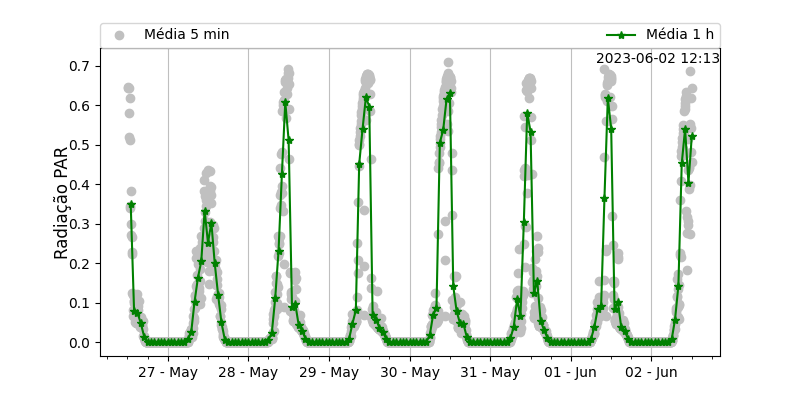 Média 5 min
Média 1 h
2023-06-02 12:13
Radiação PAR
0.7
0.6
0.5
0.4
0.3
0.2
0.1
0.0
27 - May
28 - May
29 - May
30 - May
31 - May
01 - Jun
02 - Jun